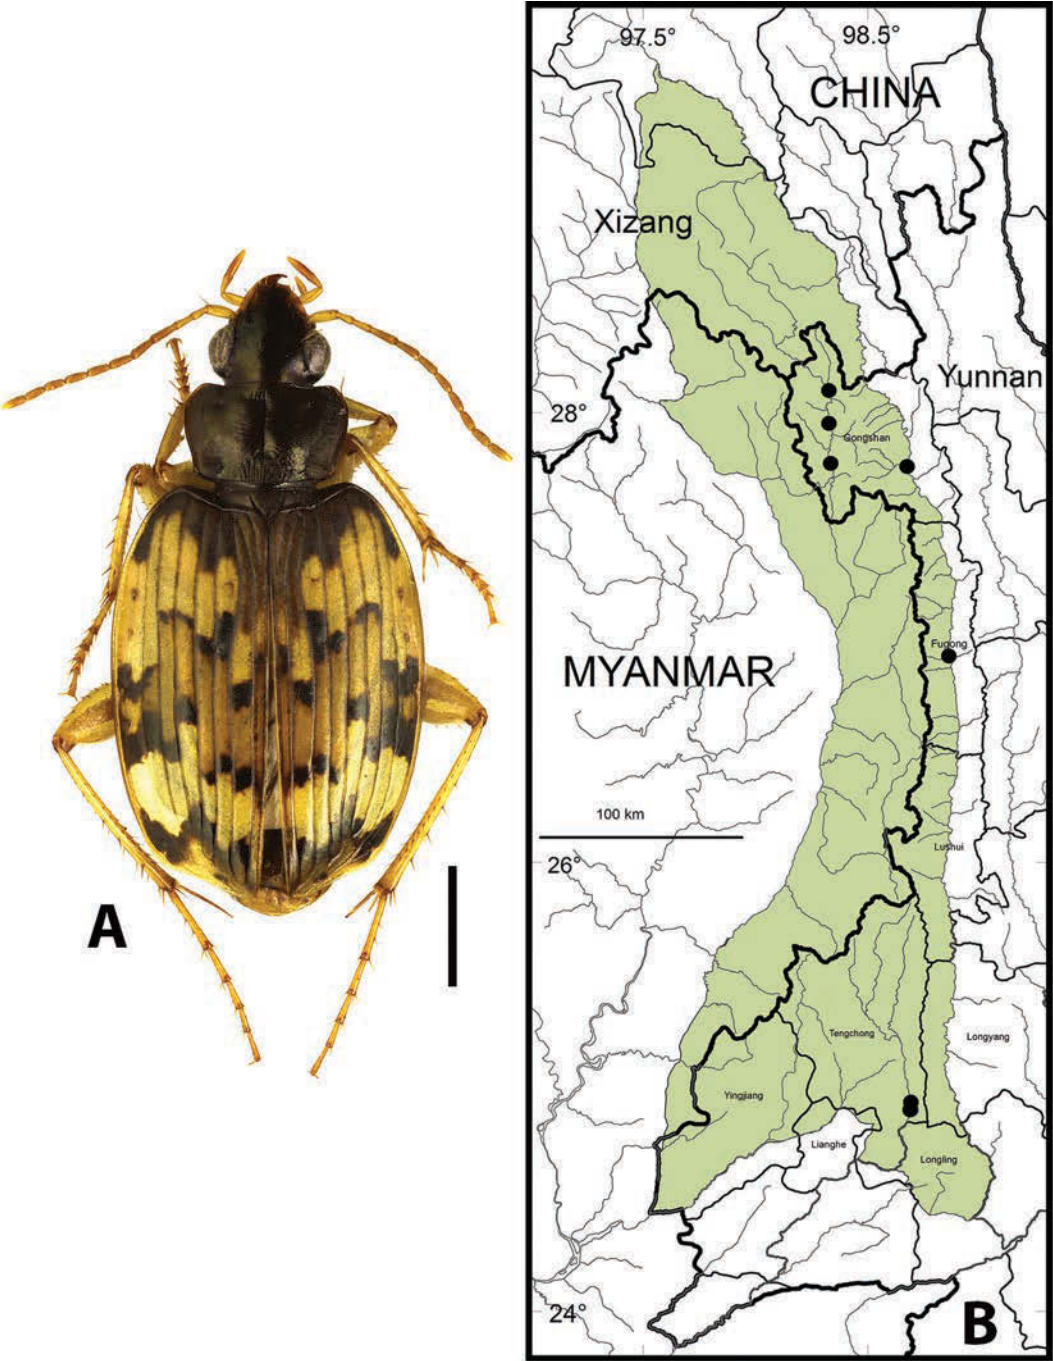 A
97.5°
98.5°
CHINA
Xizang
Yunnan
28°
Gongshan
Fugong
MYANMAR
100 km
Lushui
26°
Tengchong
Longyang
Yingjiang
Lianghe
Longling
24°
B